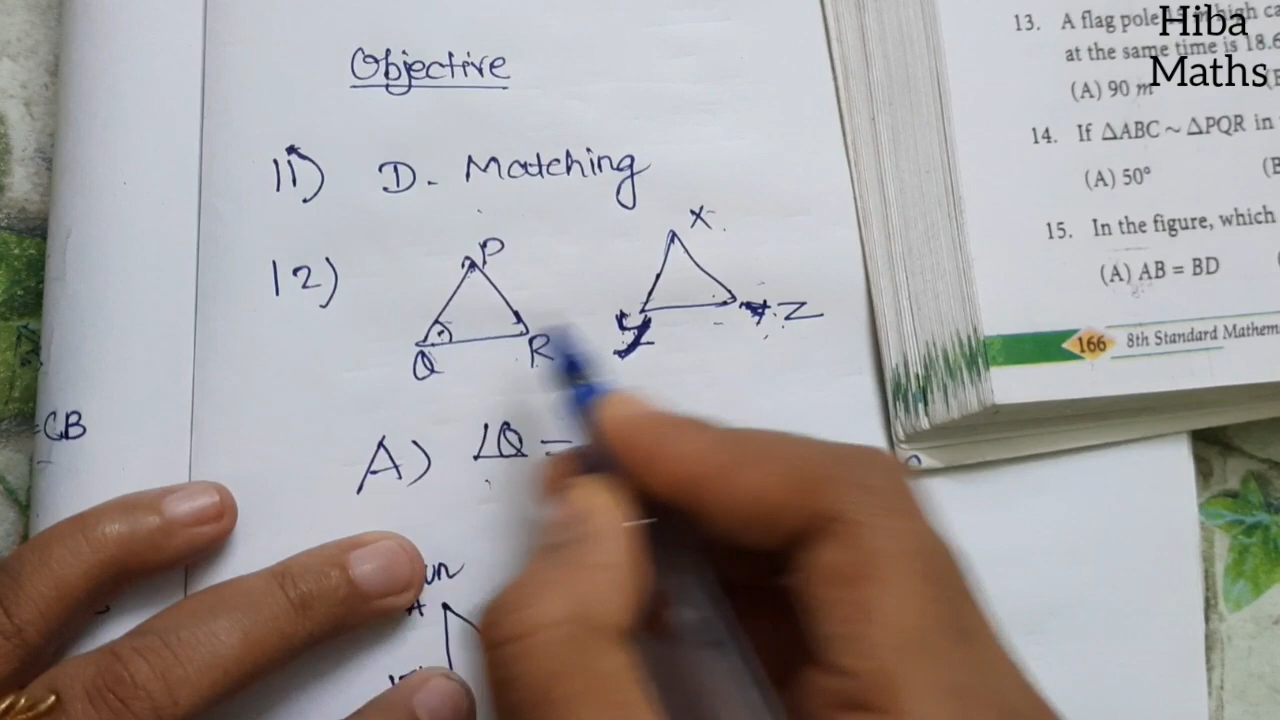 Objective
11) D. Matching
12)
P
Q
R
X
Z
A) ∠Q =
CB
13. A flag pole
at the same time is 18.6
(A) 90 m
14. If ΔABC ~ ΔPQR in
(A) 50°
15. In the figure, which
(A) AB = BD
166 8th Standard Mathem
Hiba
Maths